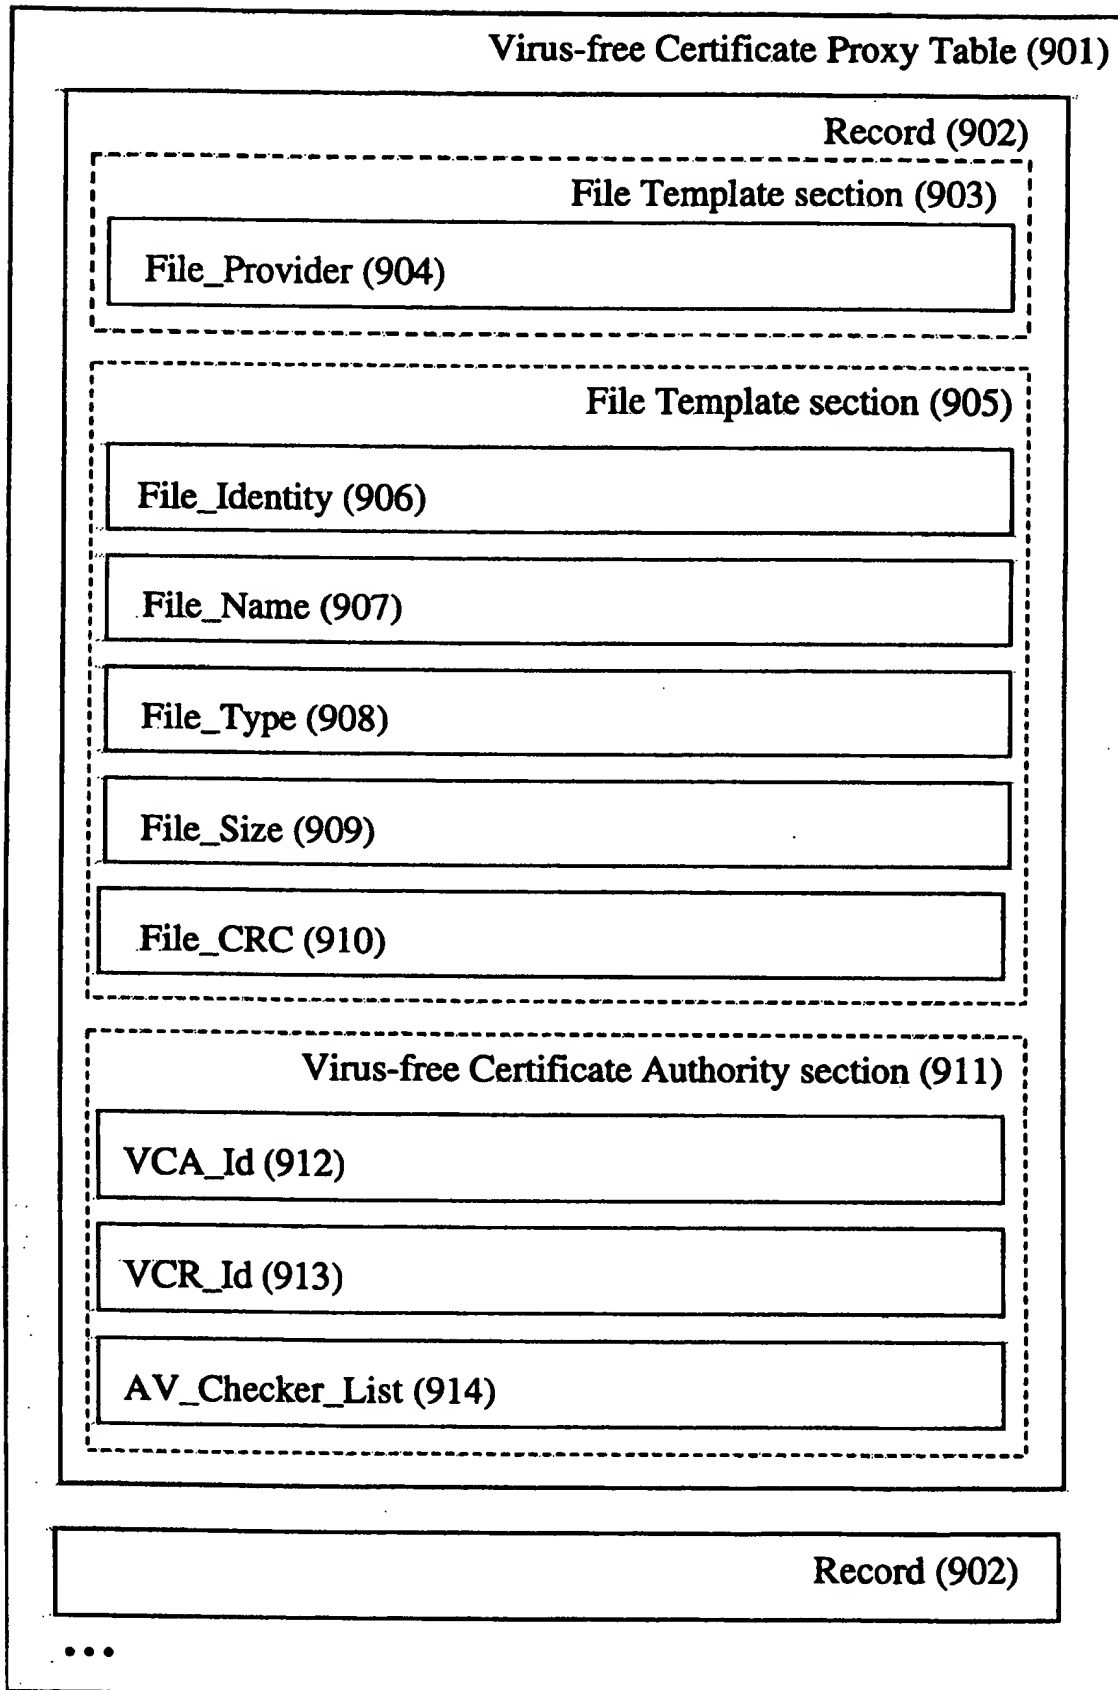 Virus-free Certificate Proxy Table (901)
Record (902)
File Template section (903)
File_Provider (904)
File Template section (905)
File_Identity (906)
File_Name (907)
File_Type (908)
File_Size (909)
File_CRC (910)
Virus-free Certificate Authority section (911)
VCA_Id (912)
VCR_Id (913)
AV_Checker_List (914)
Record (902)
...